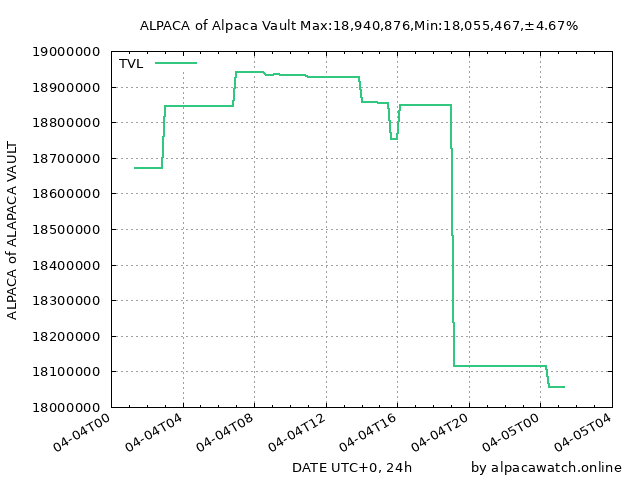 ALPACA of Alpaca Vault Max:18,940,876,Min:18,055,467,±4.67%
TVL
19000000
18900000
18800000
18700000
18600000
18500000
18400000
18300000
18200000
18100000
18000000
ALPACA of ALAPACA VAULT
04-04T00
04-04T04
04-04T08
04-04T12
04-04T16
04-04T20
04-05T00
04-05T04
DATE UTC+0, 24h
by alpacawatch.online